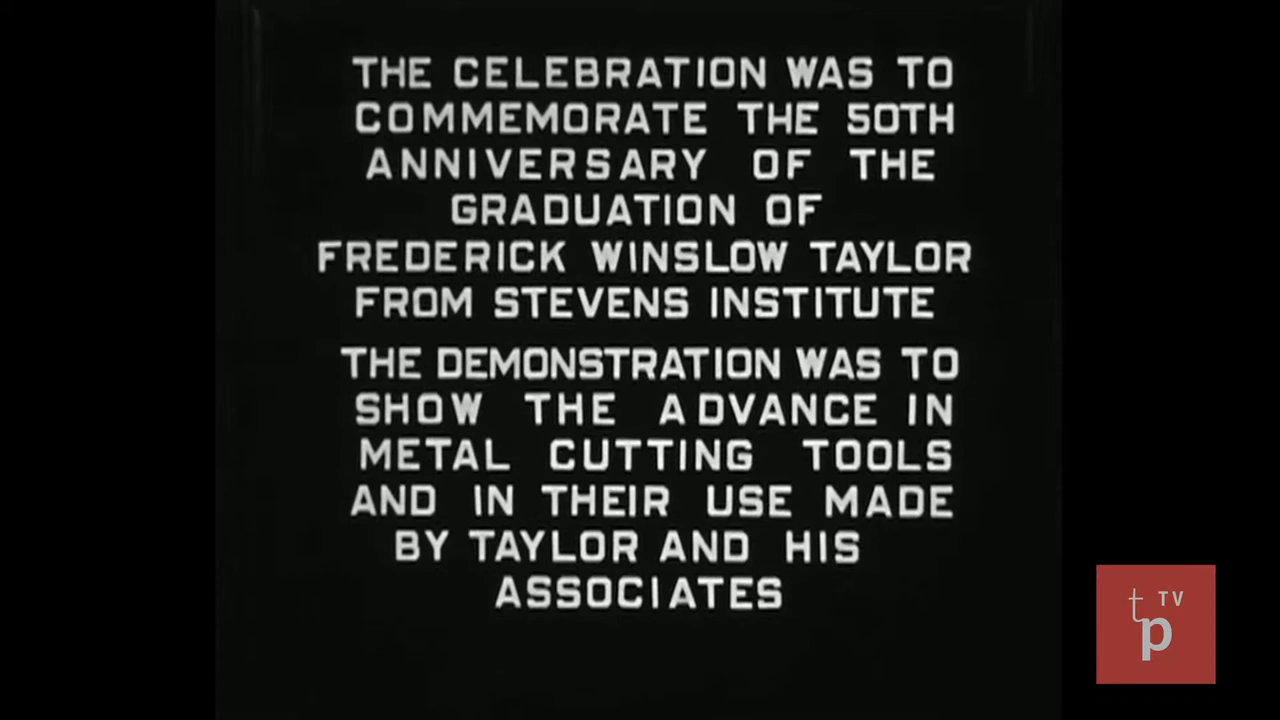 THE CELEBRATION WAS TO
COMMEMORATE THE 50TH
ANNIVERSARY OF THE
GRADUATION OF
FREDERICK WINSLOW TAYLOR
FROM STEVENS INSTITUTE
THE DEMONSTRATION WAS TO
SHOW THE ADVANCE IN
METAL CUTTING TOOLS
AND IN THEIR USE MADE
BY TAYLOR AND HIS
ASSOCIATES
tp TV